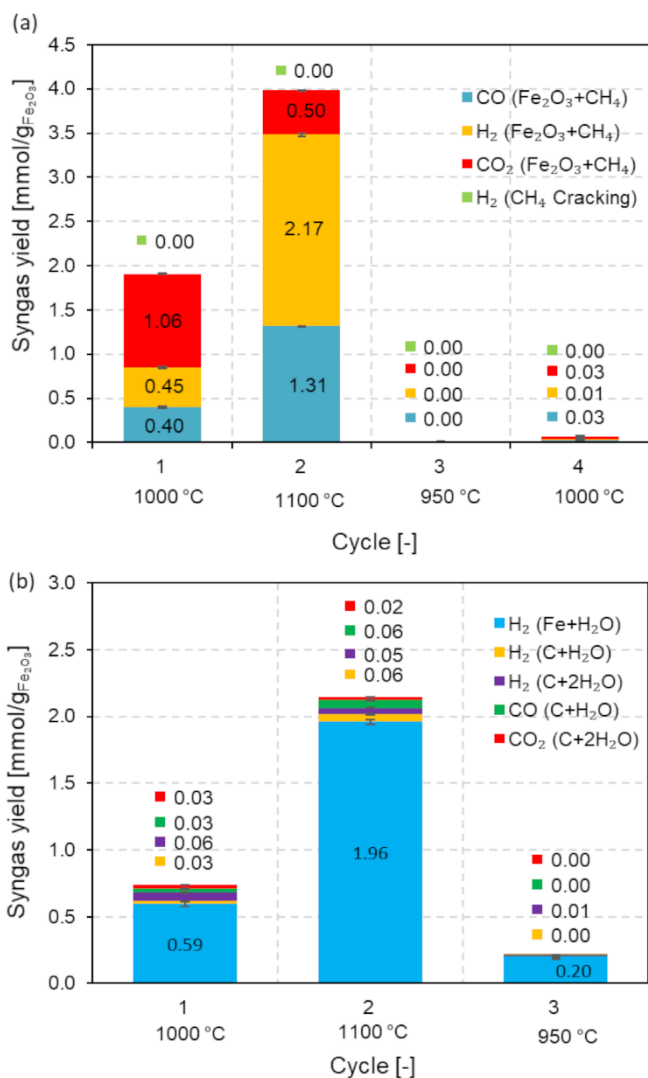 (a)
Syngas yield [mmol/gFe₂O₃]
4.5
4.0
3.5
3.0
2.5
2.0
1.5
1.0
0.5
0.0
0.00
0.50
2.17
1.31
0.00
1.06
0.45
0.40
0.00
0.00
0.00
0.00
0.00
0.03
0.01
0.03
CO (Fe₂O₃+CH₄)
H₂ (Fe₂O₃+CH₄)
CO₂ (Fe₂O₃+CH₄)
H₂ (CH₄ Cracking)
1 2 3 4
1000 °C 1100 °C 950 °C 1000 °C
Cycle [-]
(b)
Syngas yield [mmol/gFe₂O₃]
3.0
2.5
2.0
1.5
1.0
0.5
0.0
0.03
0.03
0.06
0.03
0.59
0.02
0.06
0.05
0.06
1.96
0.00
0.00
0.01
0.00
0.20
H₂ (Fe+H₂O)
H₂ (C+H₂O)
H₂ (C+2H₂O)
CO (C+H₂O)
CO₂ (C+2H₂O)
1 2 3
1000 °C 1100 °C 950 °C
Cycle [-]